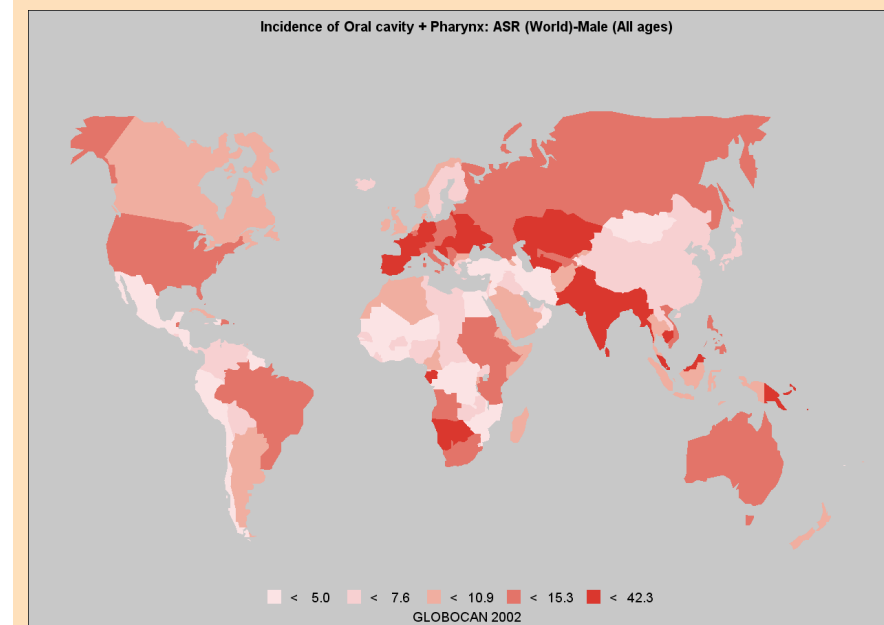 Incidence of Oral cavity + Pharynx: ASR (World)-Male (All ages)
< 5.0 < 7.6 < 10.9 < 15.3 < 42.3
GLOBOCAN 2002